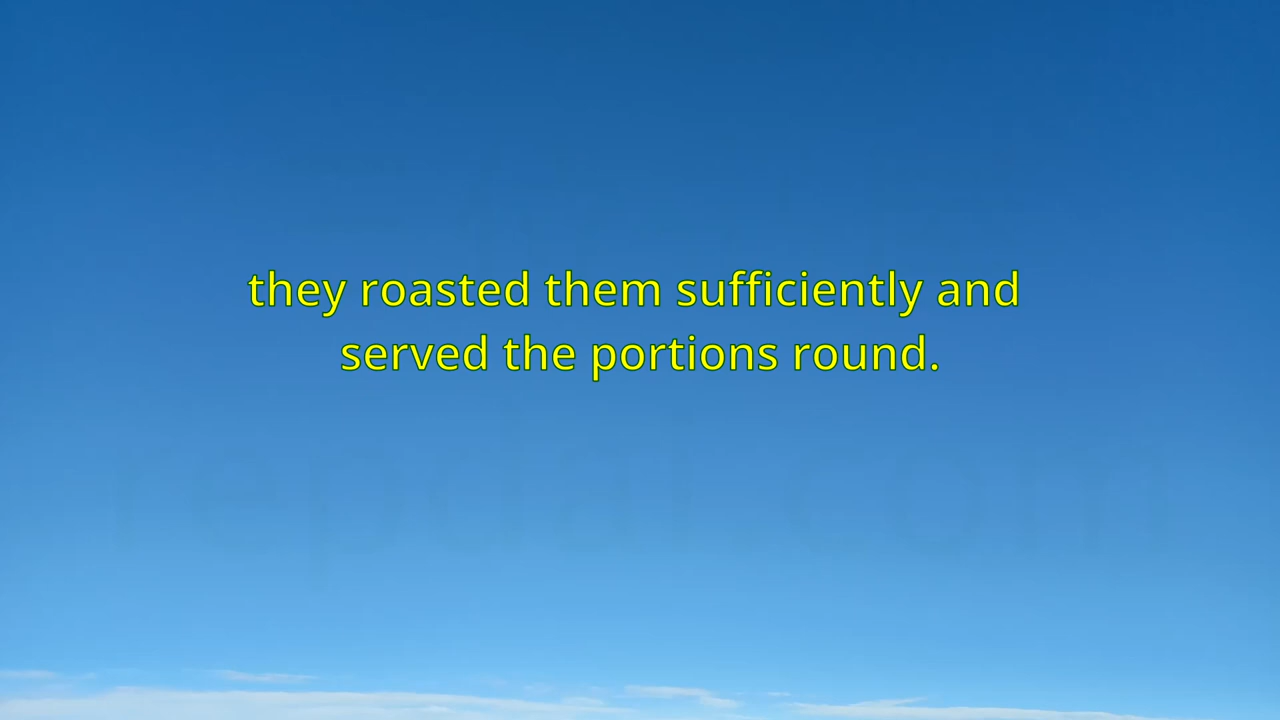 they roasted them sufficiently and
served the portions round.